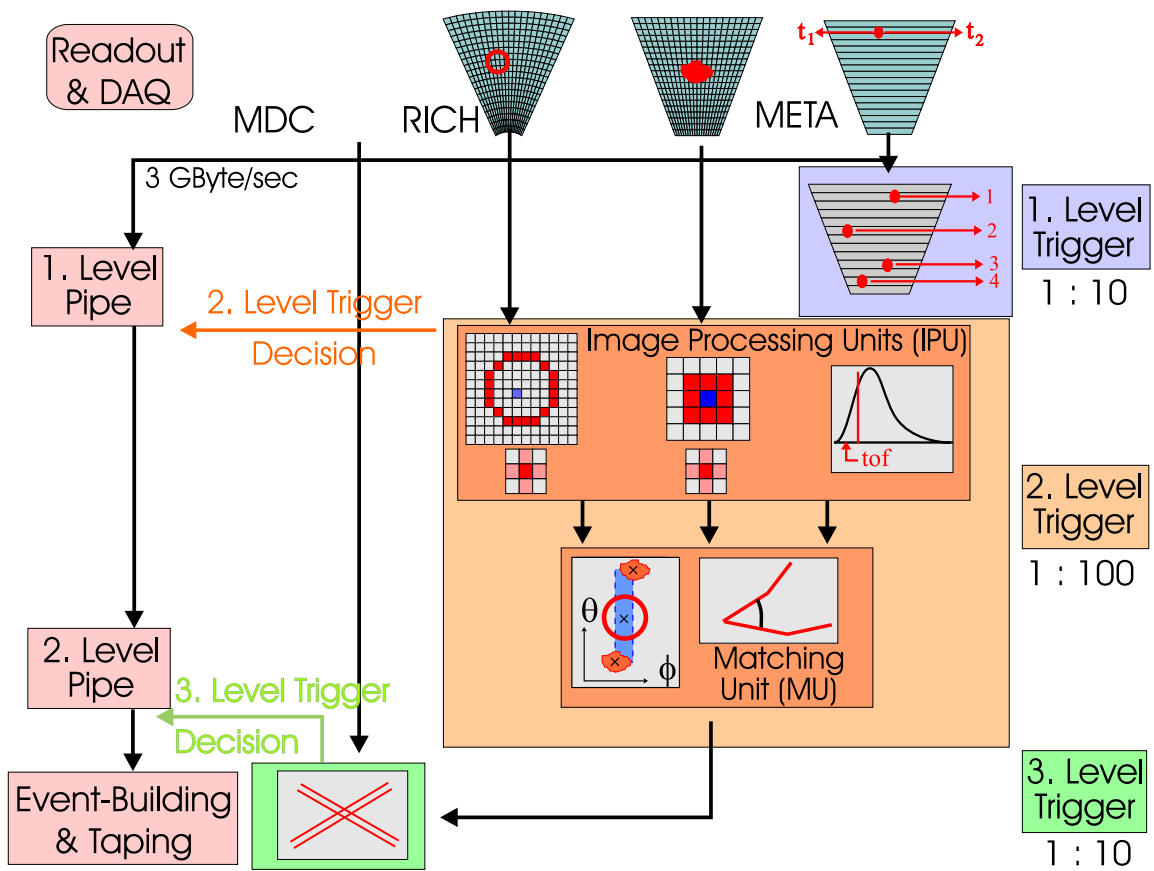 Readout
& DAQ
t1
t2
MDC
RICH
META
3 GByte/sec
1
2
3
4
1. Level
Trigger
1 : 10
1. Level
Pipe
2. Level Trigger
Decision
Image Processing Units (IPU)
tof
2. Level
Trigger
1 : 100
θ
ϕ
Matching
Unit (MU)
2. Level
Pipe
3. Level Trigger
Decision
Event-Building
& Taping
3. Level
Trigger
1 : 10